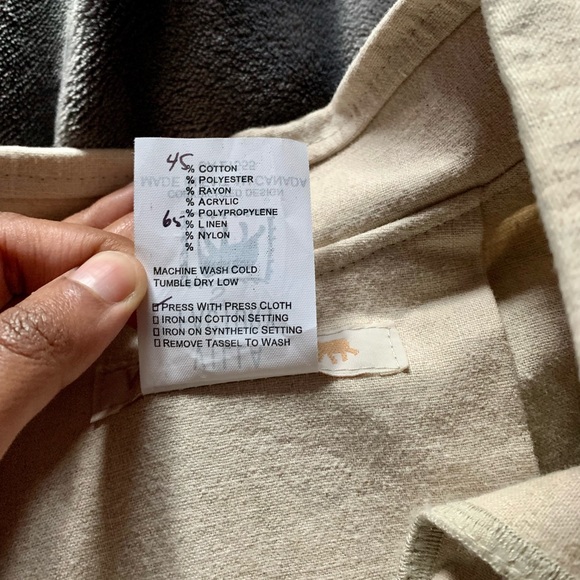 45% COTTON
% POLYESTER
% RAYON
% ACRYLIC
% POLYPROPYLENE
65% LINEN
% NYLON
%
MACHINE WASH COLD
TUMBLE DRY LOW
☑ PRESS WITH PRESS CLOTH
☐ IRON ON COTTON SETTING
☐ IRON ON SYNTHETIC SETTING
☐ REMOVE TASSEL TO WASH